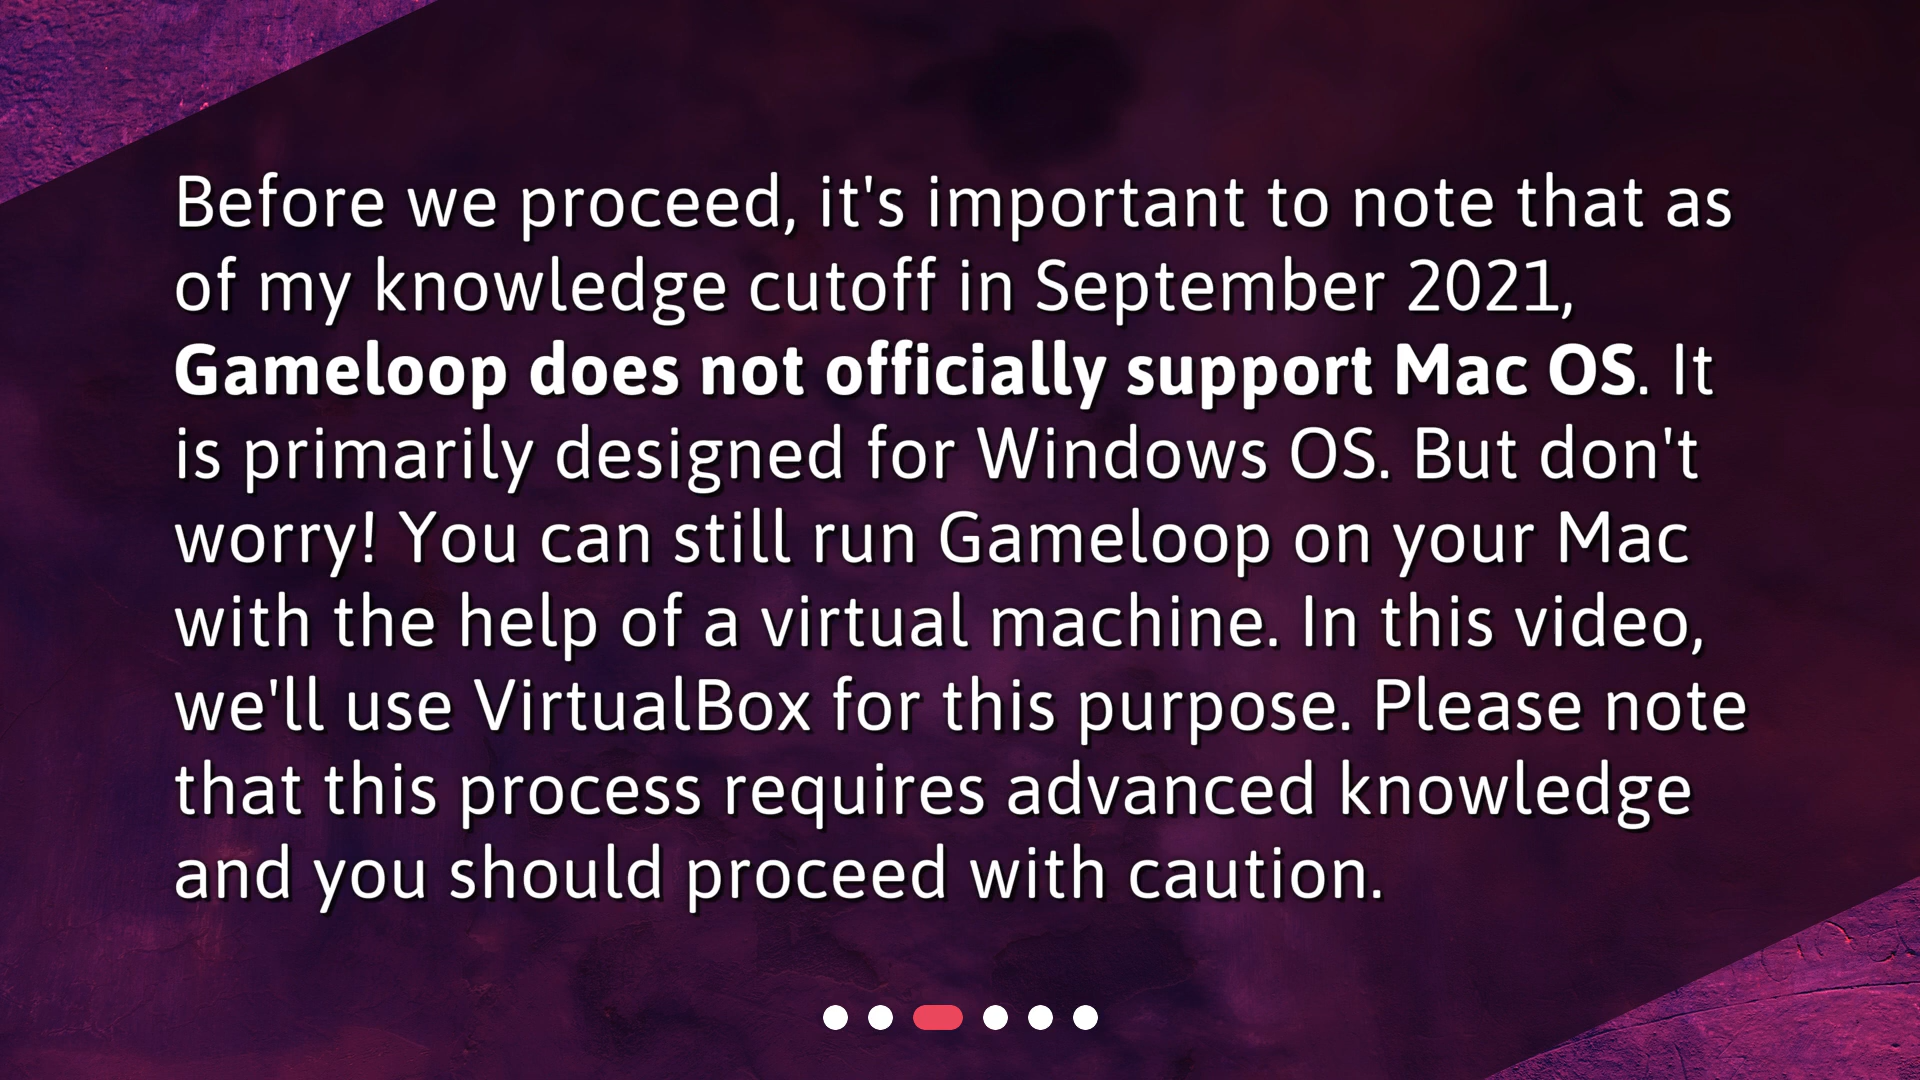 Before we proceed, it's important to note that as
of my knowledge cutoff in September 2021,
Gameloop does not officially support Mac OS. It
is primarily designed for Windows OS. But don't
worry! You can still run Gameloop on your Mac
with the help of a virtual machine. In this video,
we'll use VirtualBox for this purpose. Please note
that this process requires advanced knowledge
and you should proceed with caution.